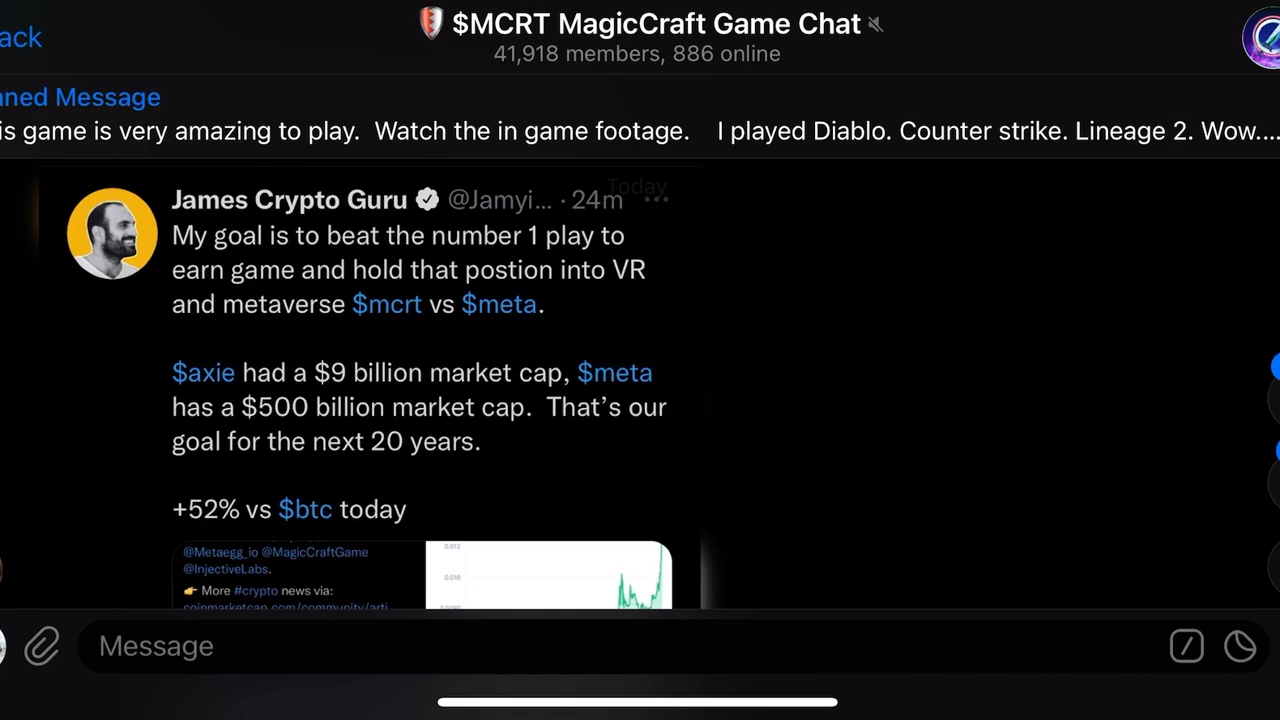 ack
$MCRT MagicCraft Game Chat
41,918 members, 886 online
nned Message
is game is very amazing to play.  Watch the in game footage.    I played Diablo. Counter strike. Lineage 2. Wow....
Today
James Crypto Guru @Jamyi... · 24m ...
My goal is to beat the number 1 play to
earn game and hold that postion into VR
and metaverse $mcrt vs $meta.
$axie had a $9 billion market cap, $meta
has a $500 billion market cap.  That’s our
goal for the next 20 years.
+52% vs $btc today
@Metaegg_io @MagicCraftGame
@InjectiveLabs.
👉 More #crypto news via:
coinmarketcap.com/community/arti
0.012
Message